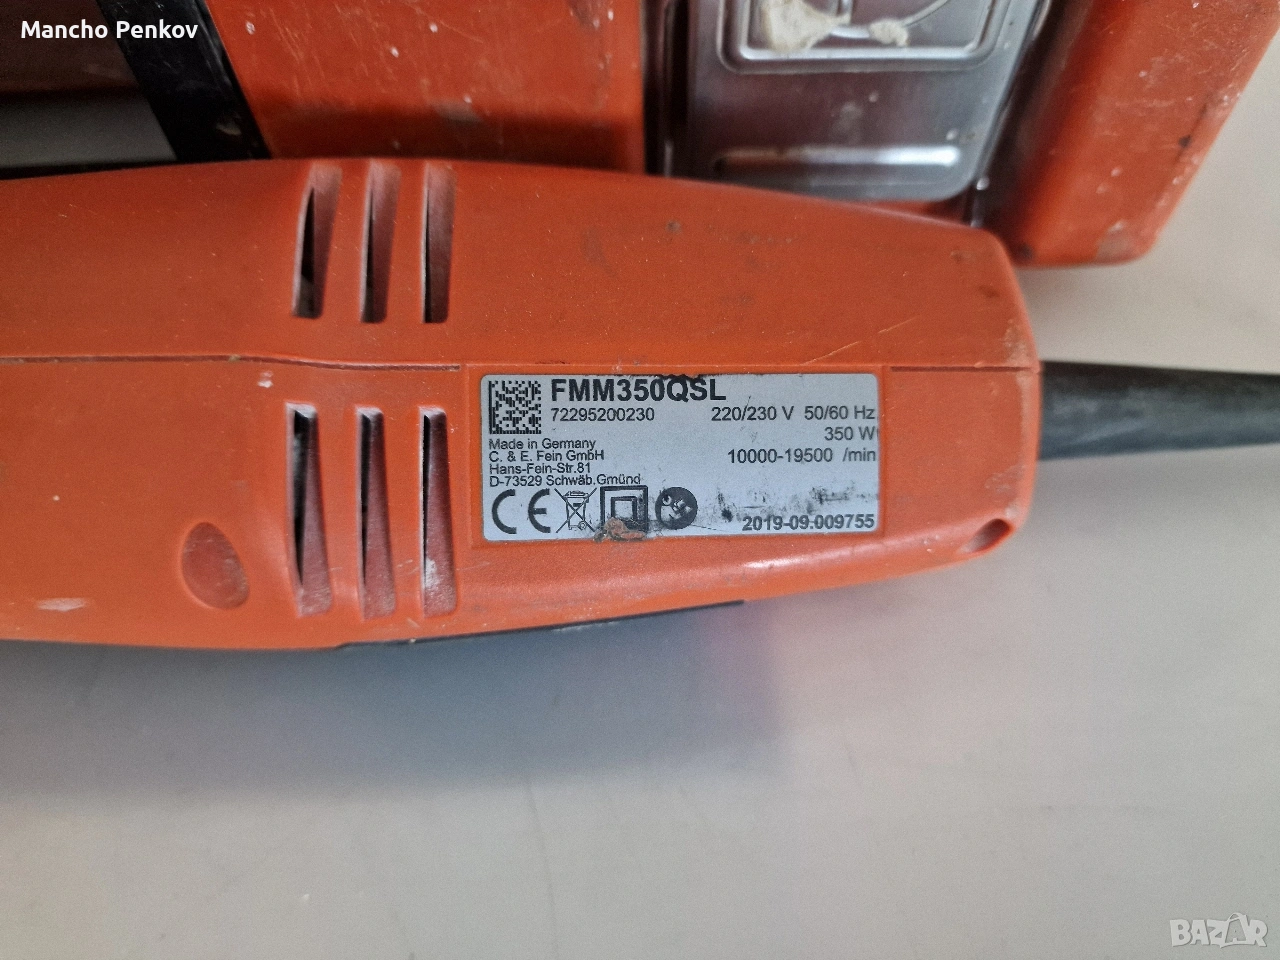 Mancho Penkov
FMM350QSL
72295200230 220/230 V 50/60 Hz
350 W
Made in Germany
C. & E. Fein GmbH 10000-19500 /min
Hans-Fein-Str.81
D-73529 Schwäb.Gmünd
CE
2019-09.009755
BAZAR